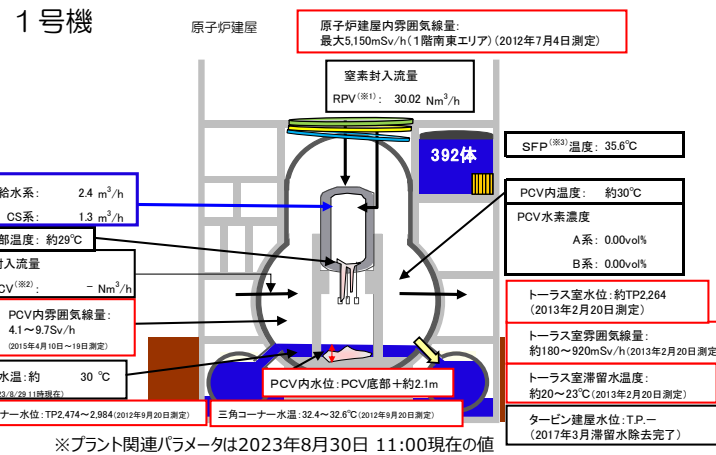 1号機
原子炉建屋
原子炉建屋内雰囲気線量:
最大5,150mSv/h(1階南東エリア)(2012年7月4日測定)
窒素封入流量
RPV(※1): 30.02 Nm3/h
392体
SFP(※3)温度: 35.6℃
給水系: 2.4 m3/h
CS系: 1.3 m3/h
部温度: 約29℃
入流量
CV(※2): － Nm3/h
PCV内温度: 約30℃
PCV水素濃度
A系: 0.00vol%
B系: 0.00vol%
PCV内雰囲気線量:
4.1～9.7Sv/h
(2015年4月10日～19日測定)
トーラス室水位:約TP2,264
(2013年2月20日測定)
トーラス室雰囲気線量:
約180～920mSv/h(2013年2月20日測定
トーラス室滞留水温度:
約20～23℃(2013年2月20日測定)
水温:約 30 ℃
23/8/29 11時現在)
PCV内水位:PCV底部＋約2.1m
ナー水位:TP2,474～2,984(2012年9月20日測定)
三角コーナー水温:32.4～32.6℃(2012年9月20日測定)
タービン建屋水位:T.P.－
(2017年3月滞留水除去完了)
※プラント関連パラメータは2023年8月30日 11:00現在の値